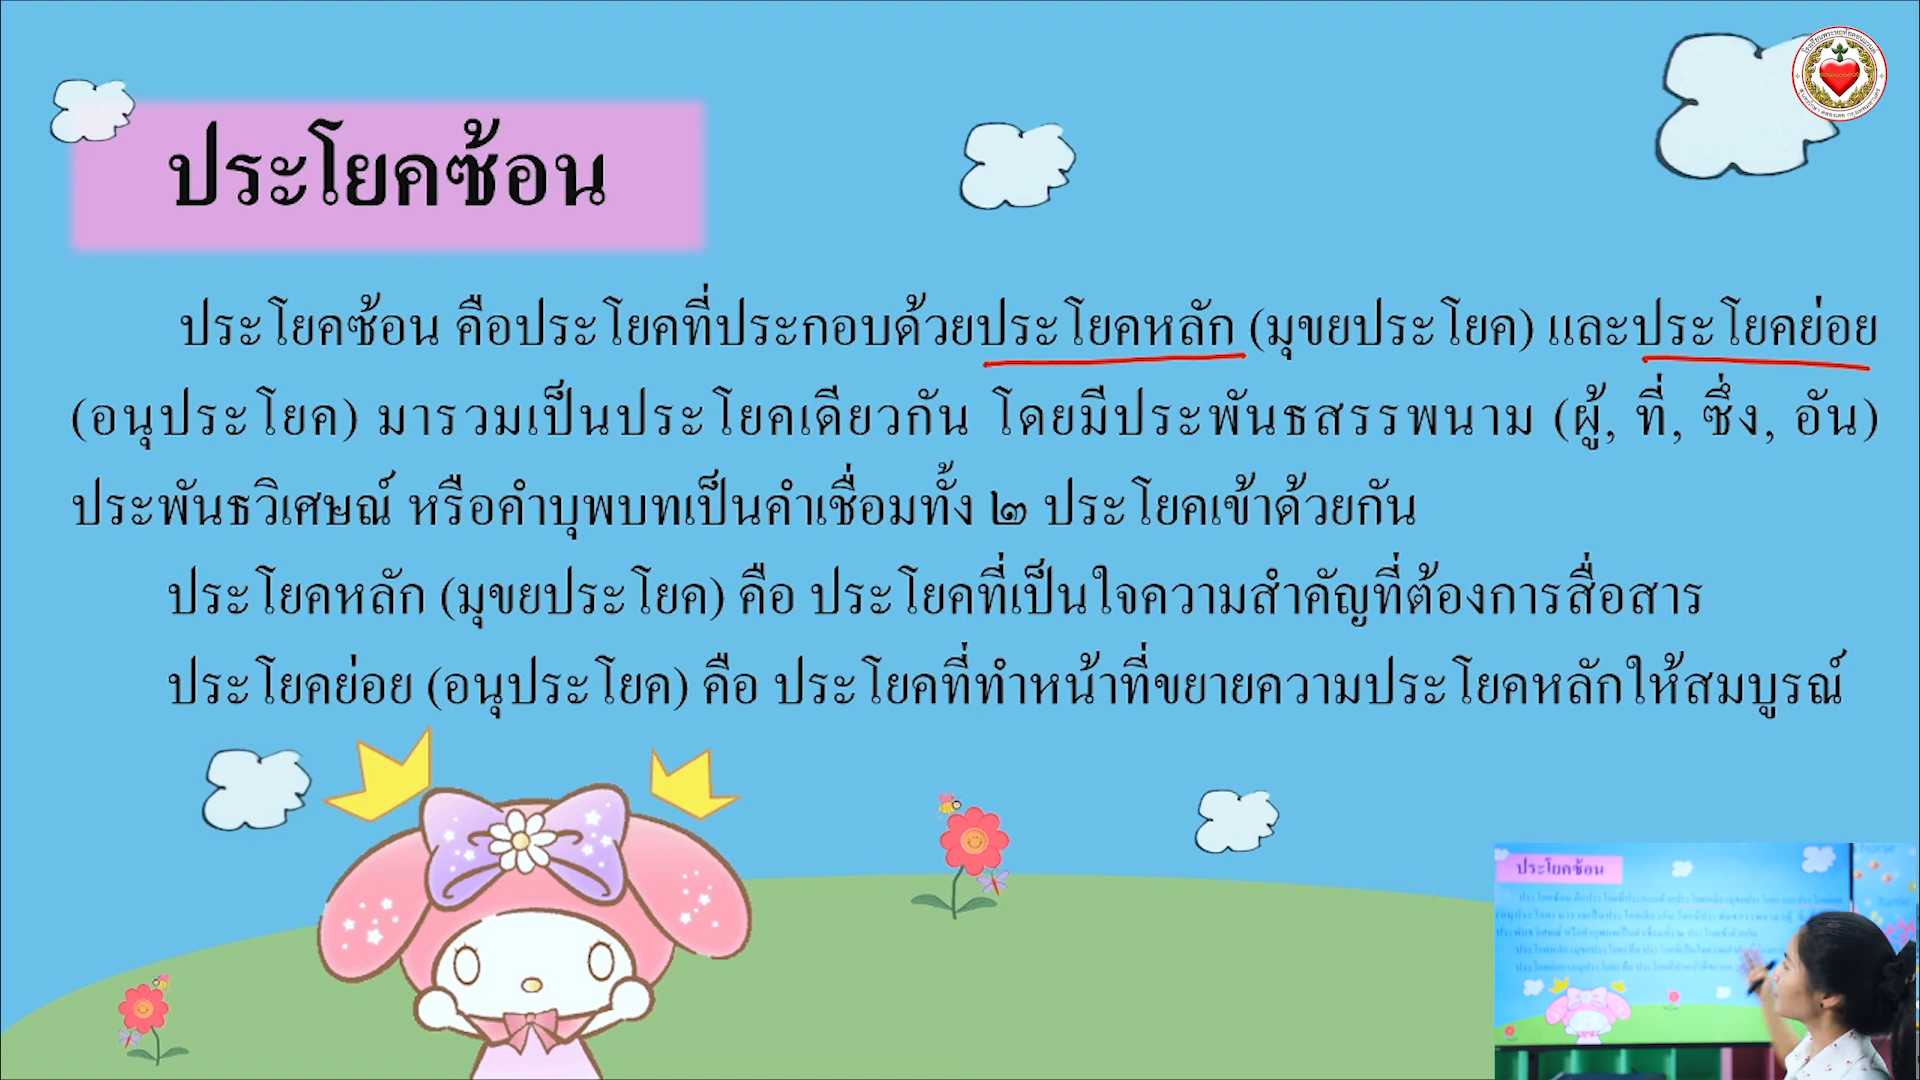 ประโยคซ้อน
ประโยคซ้อน คือประโยคที่ประกอบด้วยประโยคหลัก (มุขยประโยค) และประโยคย่อย
(อนุประโยค) มารวมเป็นประโยคเดียวกัน โดยมีประพันธสรรพนาม (ผู้, ที่, ซึ่ง, อัน)
ประพันธวิเศษณ์ หรือคำบุพบทเป็นคำเชื่อมทั้ง ๒ ประโยคเข้าด้วยกัน
ประโยคหลัก (มุขยประโยค) คือ ประโยคที่เป็นใจความสำคัญที่ต้องการสื่อสาร
ประโยคย่อย (อนุประโยค) คือ ประโยคที่ทำหน้าที่ขยายความประโยคหลักให้สมบูรณ์
ประโยคซ้อน